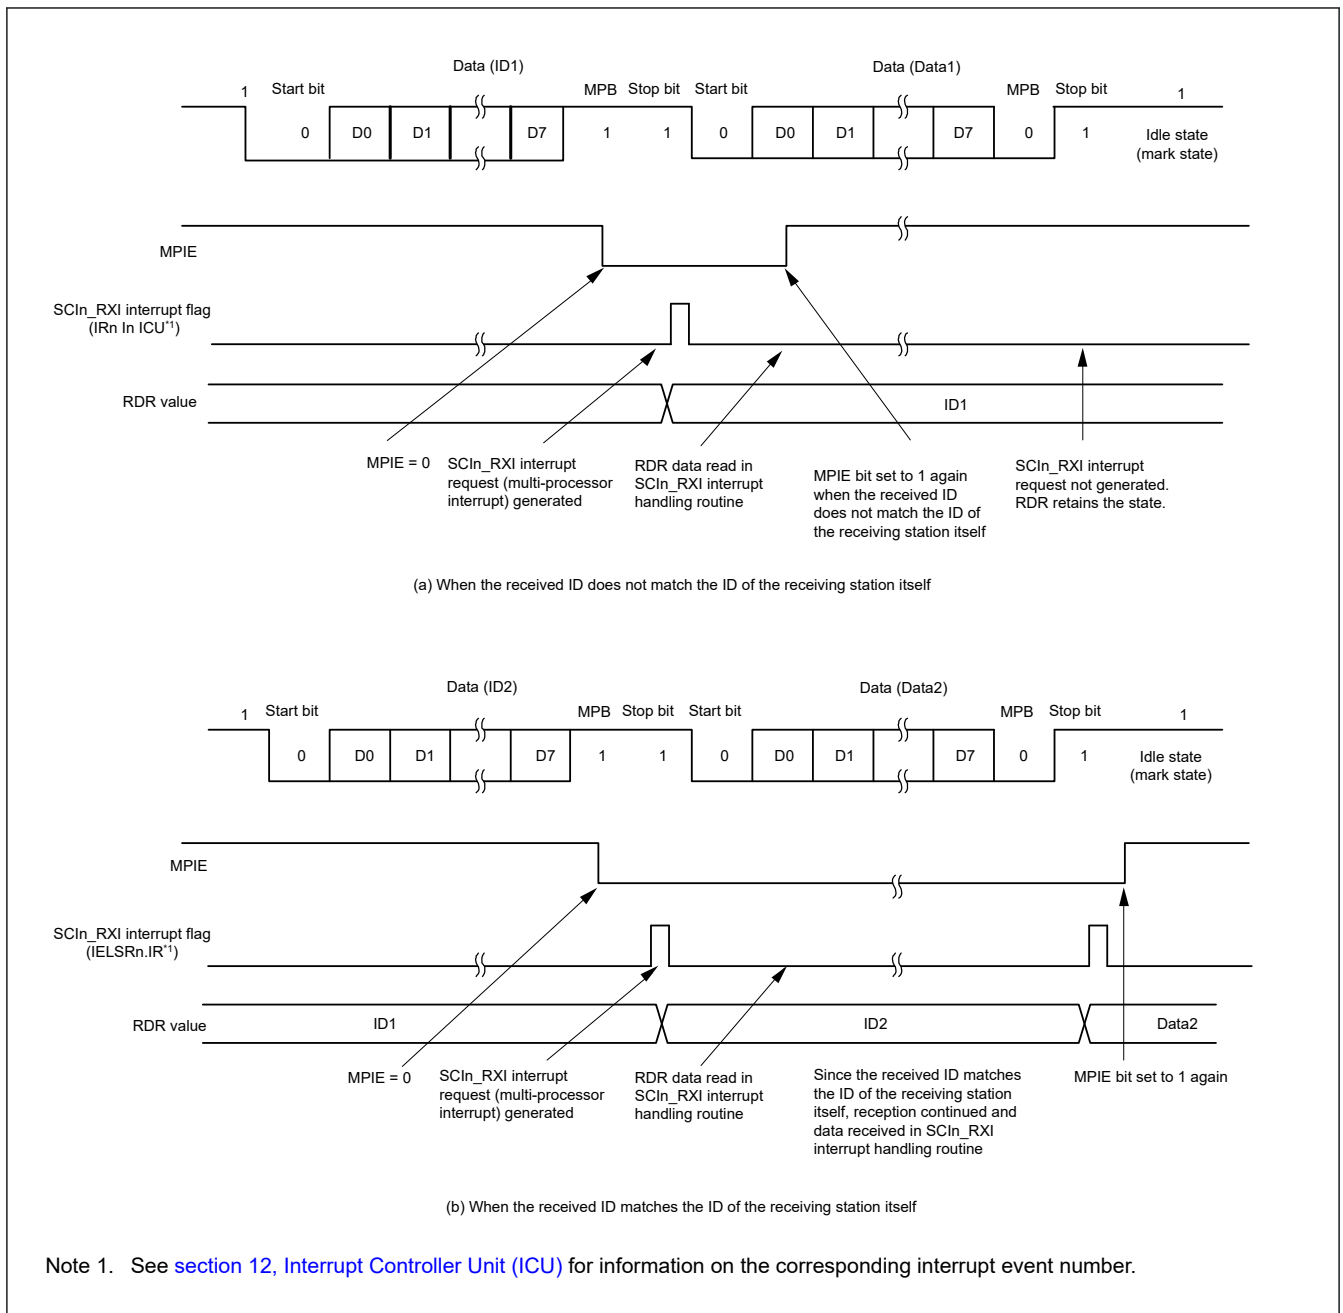 Data (ID1)
Data (Data1)
1
Start bit
MPB
Stop bit
Start bit
MPB
Stop bit
1
0
D0
D1
D7
1
1
0
D0
D1
D7
0
1
Idle state
(mark state)
MPIE
SCIn_RXI interrupt flag
(IRn In ICU*1)
RDR value
ID1
MPIE = 0
SCIn_RXI interrupt
request (multi-processor
interrupt) generated
RDR data read in
SCIn_RXI interrupt
handling routine
MPIE bit set to 1 again
when the received ID
does not match the ID of
the receiving station itself
SCIn_RXI interrupt
request not generated.
RDR retains the state.
(a) When the received ID does not match the ID of the receiving station itself
Data (ID2)
Data (Data2)
1
Start bit
MPB
Stop bit
Start bit
MPB
Stop bit
1
0
D0
D1
D7
1
1
0
D0
D1
D7
0
1
Idle state
(mark state)
MPIE
SCIn_RXI interrupt flag
(IELSRn.IR*1)
RDR value
ID1
ID2
Data2
MPIE = 0
SCIn_RXI interrupt
request (multi-processor
interrupt) generated
RDR data read in
SCIn_RXI interrupt
handling routine
Since the received ID matches
the ID of the receiving station
itself, reception continued and
data received in SCIn_RXI
interrupt handling routine
MPIE bit set to 1 again
(b) When the received ID matches the ID of the receiving station itself
Note 1. See section 12, Interrupt Controller Unit (ICU) for information on the corresponding interrupt event number.